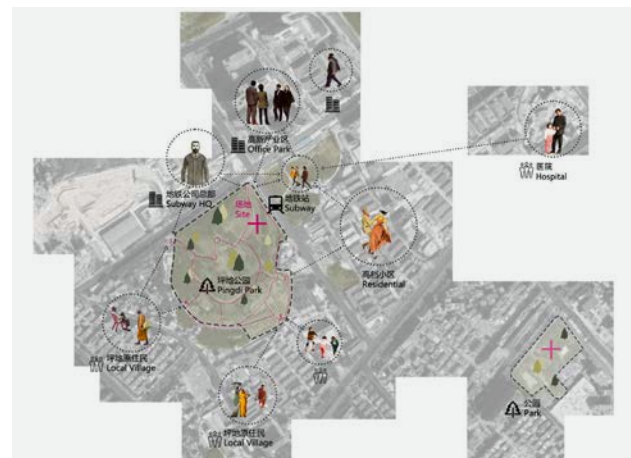 高新产业区
Office Park
医院
Hospital
地铁公司总部
Subway HQ
场地
Site
地铁站
Subway
坪地公园
Pingdi Park
高档小区
Residential
坪地原住民
Local Village
坪地原住民
Local Village
公园
Park